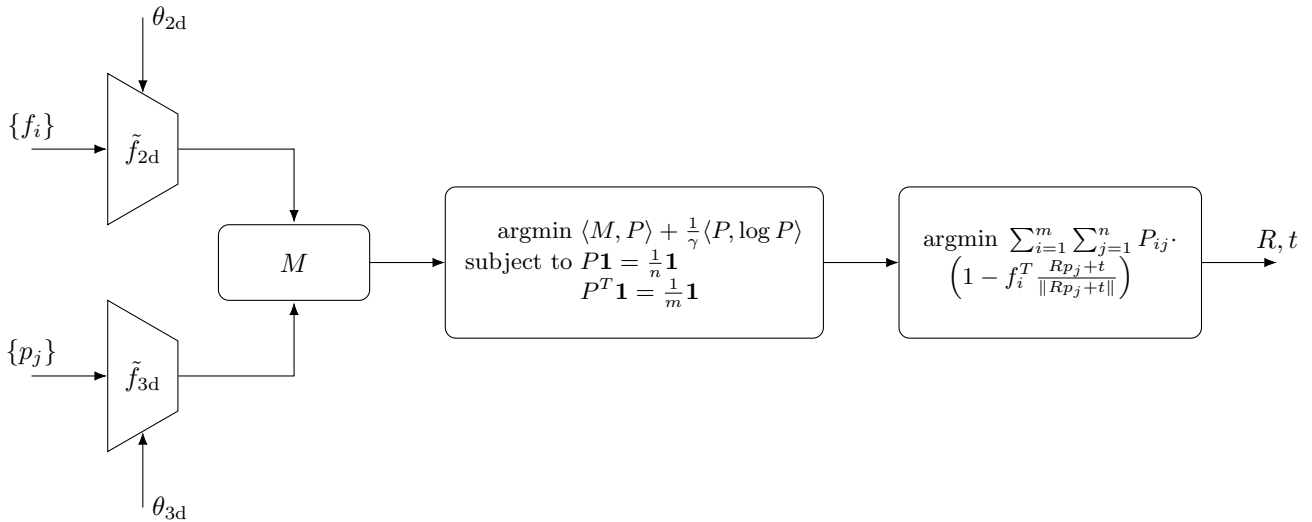 θ_2d
{f_i}
f̃_2d
M
{p_j}
f̃_3d
θ_3d
argmin ⟨M, P⟩ + 1/γ ⟨P, log P⟩
subject to P𝟏 = 1/n 𝟏
P^T 𝟏 = 1/m 𝟏
argmin ∑_{i=1}^m ∑_{j=1}^n P_ij ·
(1 − f_i^T (Rp_j+t)/‖Rp_j+t‖)
R, t